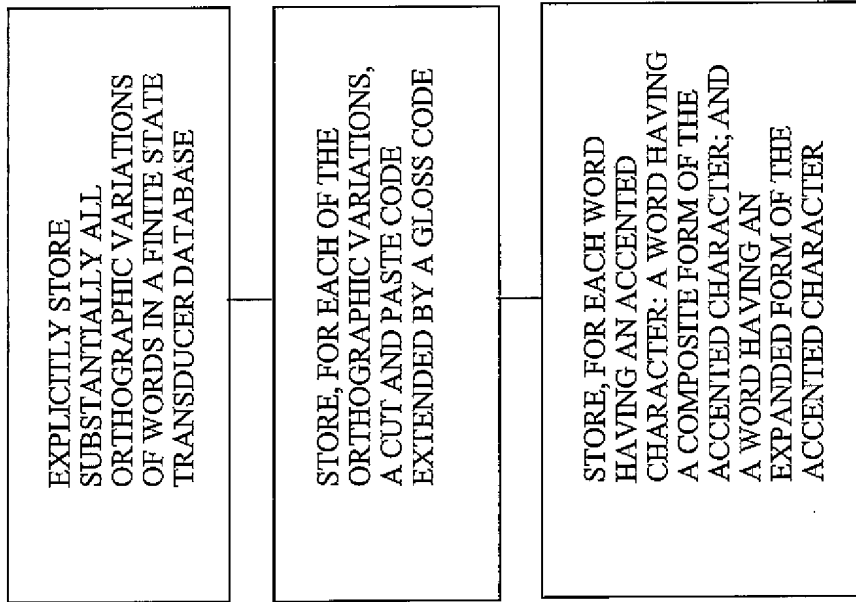 EXPLICITLY STORE
SUBSTANTIALLY ALL
ORTHOGRAPHIC VARIATIONS
OF WORDS IN A FINITE STATE
TRANSDUCER DATABASE
STORE, FOR EACH OF THE
ORTHOGRAPHIC VARIATIONS,
A CUT AND PASTE CODE
EXTENDED BY A GLOSS CODE
STORE, FOR EACH WORD
HAVING AN ACCENTED
CHARACTER: A WORD HAVING
A COMPOSITE FORM OF THE
ACCENTED CHARACTER; AND
A WORD HAVING AN
EXPANDED FORM OF THE
ACCENTED CHARACTER